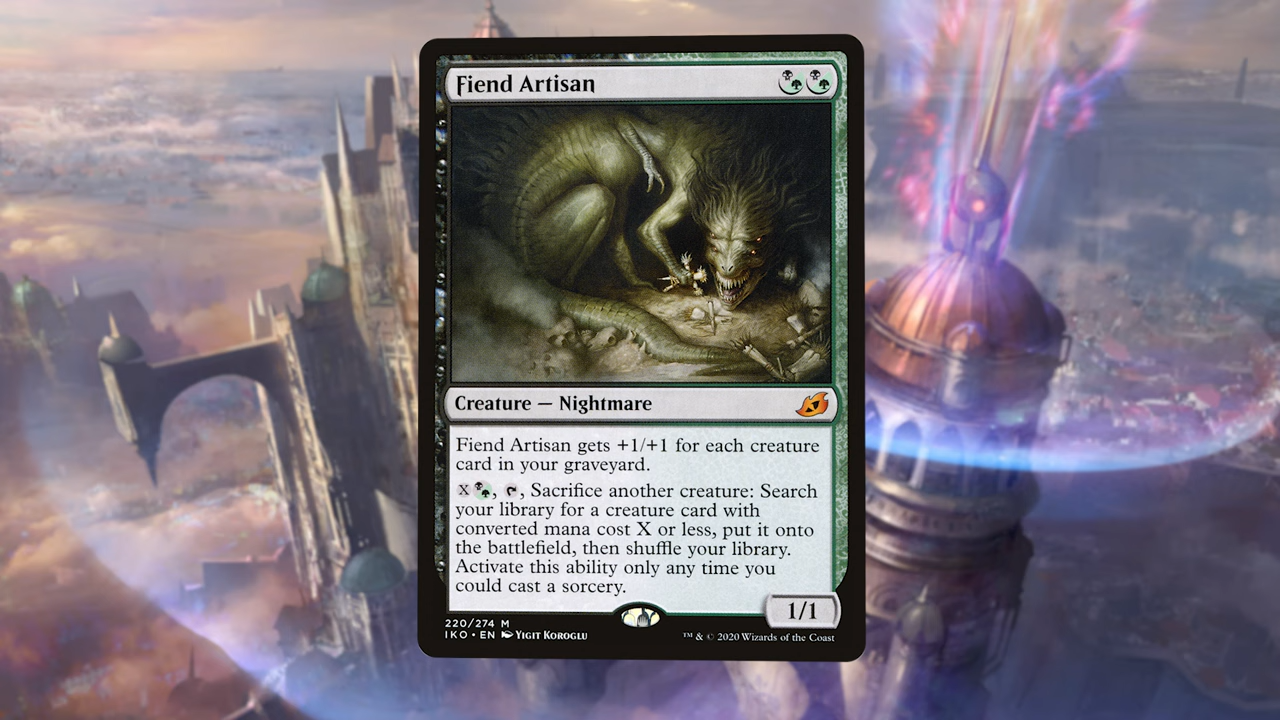 Fiend Artisan
Creature — Nightmare
Fiend Artisan gets +1/+1 for each creature
card in your graveyard.
X, , Sacrifice another creature: Search
your library for a creature card with
converted mana cost X or less, put it onto
the battlefield, then shuffle your library.
Activate this ability only any time you
could cast a sorcery.
1/1
220/274 M
IKO • EN Yigit Koroglu
™ & © 2020 Wizards of the Coast